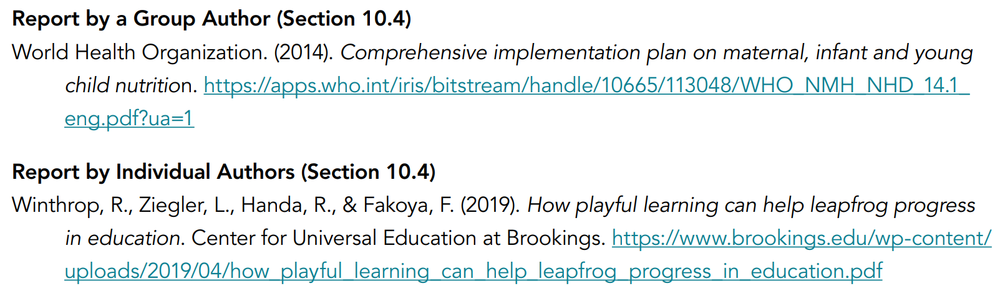 Report by a Group Author (Section 10.4)
World Health Organization. (2014). Comprehensive implementation plan on maternal, infant and young
child nutrition. https://apps.who.int/iris/bitstream/handle/10665/113048/WHO_NMH_NHD_14.1_
eng.pdf?ua=1
Report by Individual Authors (Section 10.4)
Winthrop, R., Ziegler, L., Handa, R., & Fakoya, F. (2019). How playful learning can help leapfrog progress
in education. Center for Universal Education at Brookings. https://www.brookings.edu/wp-content/
uploads/2019/04/how_playful_learning_can_help_leapfrog_progress_in_education.pdf